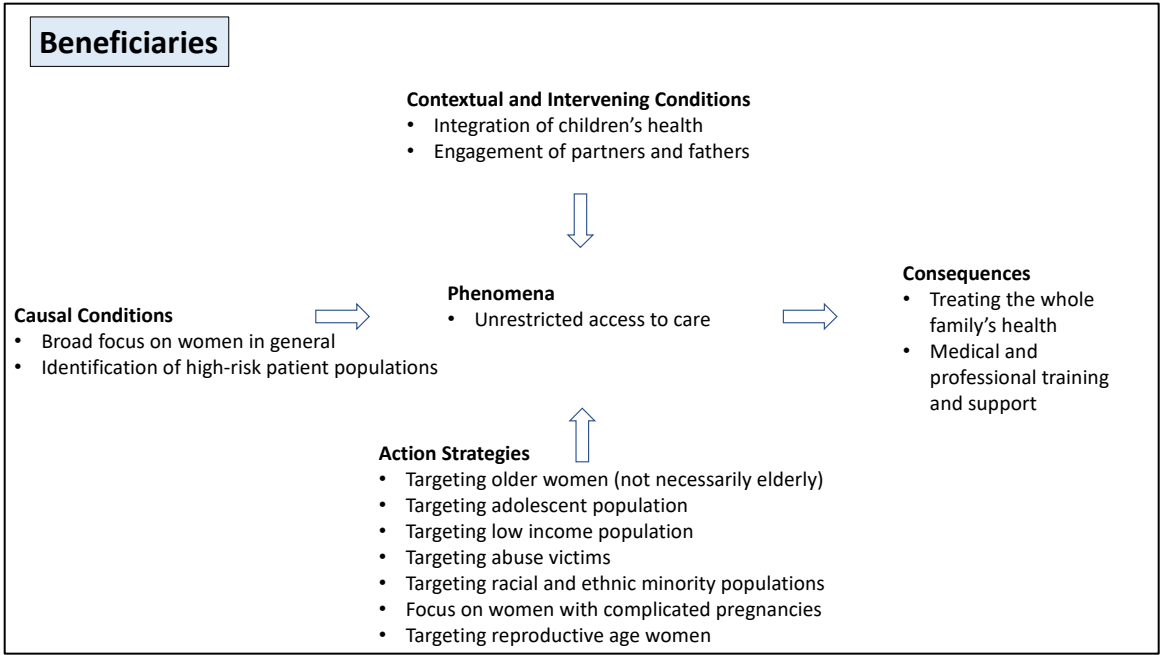 Beneficiaries
Contextual and Intervening Conditions
• Integration of children’s health
• Engagement of partners and fathers
Causal Conditions
• Broad focus on women in general
• Identification of high-risk patient populations
Phenomena
• Unrestricted access to care
Consequences
• Treating the whole
family’s health
• Medical and
professional training
and support
Action Strategies
• Targeting older women (not necessarily elderly)
• Targeting adolescent population
• Targeting low income population
• Targeting abuse victims
• Targeting racial and ethnic minority populations
• Focus on women with complicated pregnancies
• Targeting reproductive age women